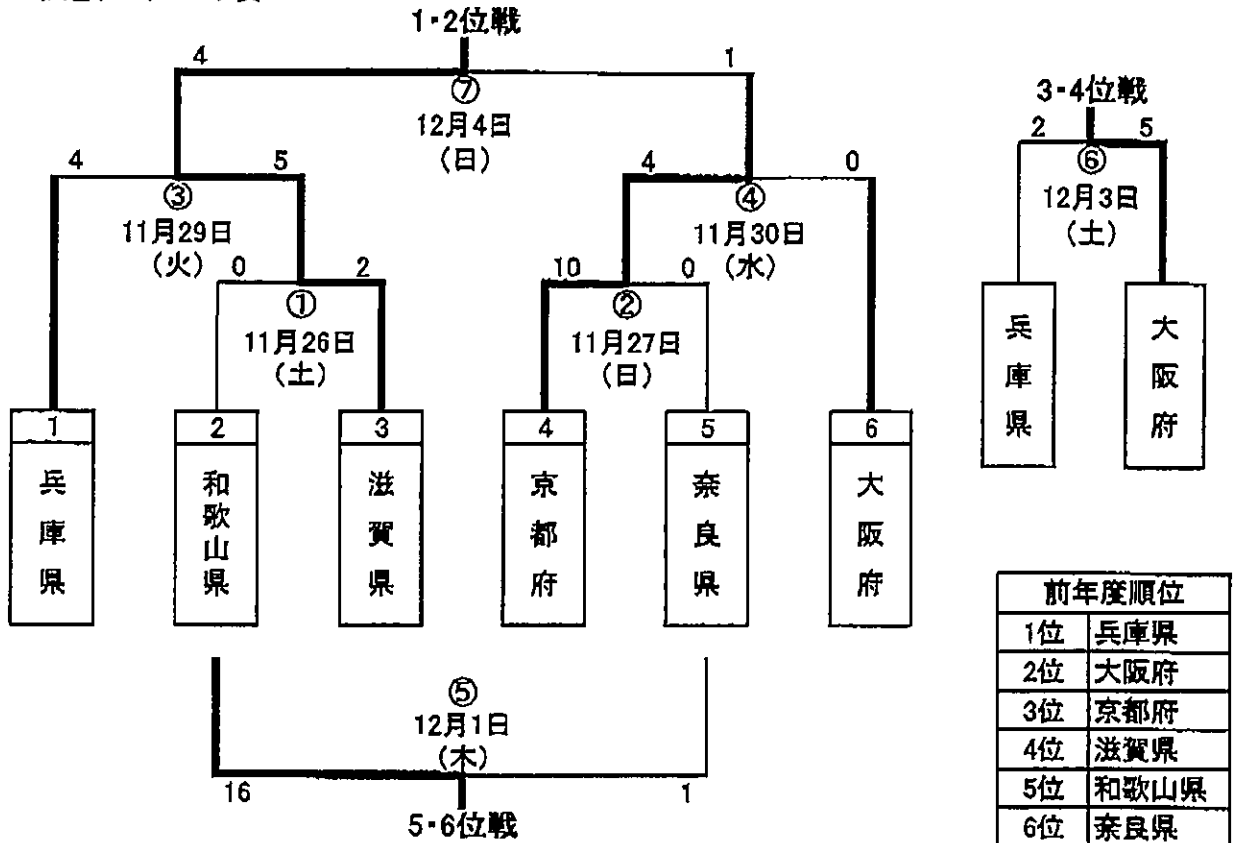 1・2位戦
4 1
⑦
12月4日
(日)
3・4位戦
2 5
⑥
12月3日
(土)
4 5
③
11月29日
(火)
4 0
④
11月30日
(水)
0 2
①
11月26日
(土)
10 0
②
11月27日
(日)
兵庫県
大阪府
1 兵庫県
2 和歌山県
3 滋賀県
4 京都府
5 奈良県
6 大阪府
⑤
12月1日
(木)
16 1
5・6位戦
前年度順位
1位 兵庫県
2位 大阪府
3位 京都府
4位 滋賀県
5位 和歌山県
6位 奈良県